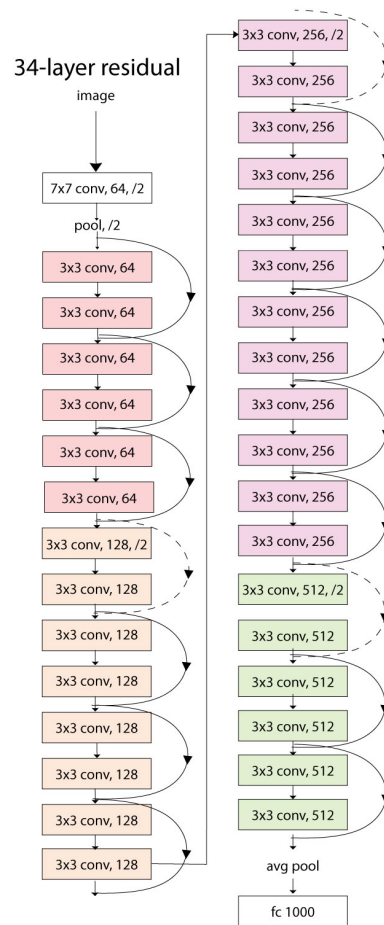 34-layer residual
image
7x7 conv, 64, /2
pool, /2
3x3 conv, 64
3x3 conv, 64
3x3 conv, 64
3x3 conv, 64
3x3 conv, 64
3x3 conv, 64
3x3 conv, 128, /2
3x3 conv, 128
3x3 conv, 128
3x3 conv, 128
3x3 conv, 128
3x3 conv, 128
3x3 conv, 128
3x3 conv, 128
3x3 conv, 256, /2
3x3 conv, 256
3x3 conv, 256
3x3 conv, 256
3x3 conv, 256
3x3 conv, 256
3x3 conv, 256
3x3 conv, 256
3x3 conv, 256
3x3 conv, 256
3x3 conv, 256
3x3 conv, 256
3x3 conv, 512, /2
3x3 conv, 512
3x3 conv, 512
3x3 conv, 512
3x3 conv, 512
3x3 conv, 512
avg pool
fc 1000